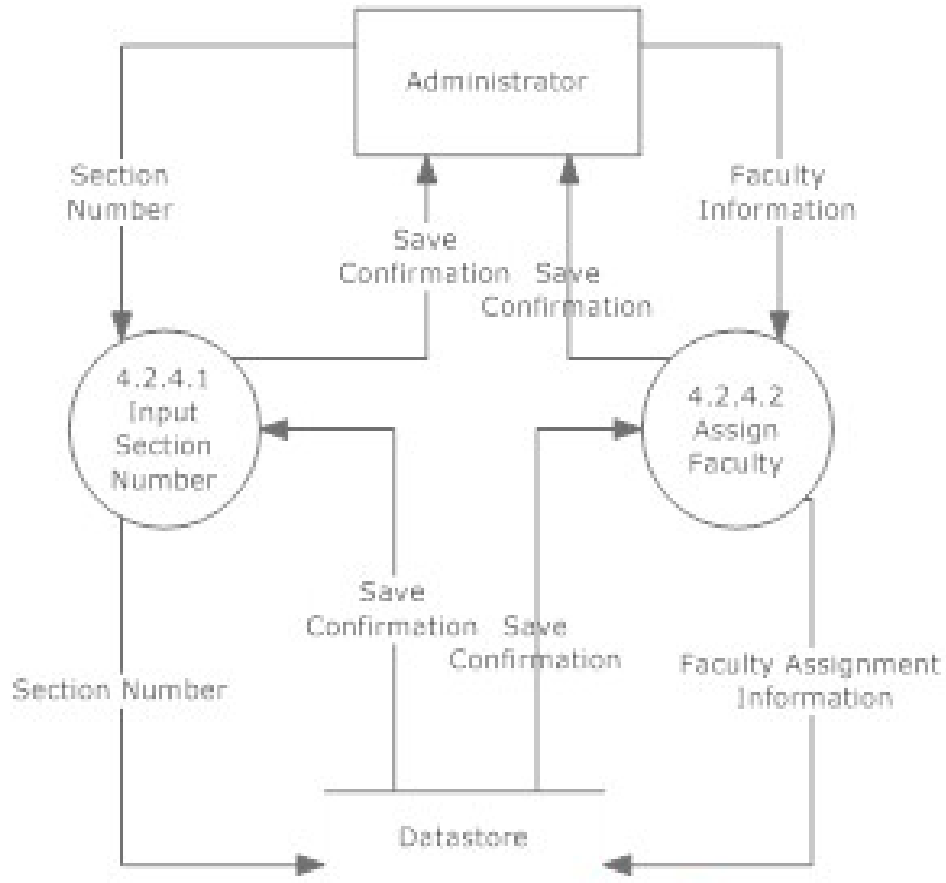 Administrator
Section
Number
Faculty
Information
Save
Confirmation
Save
Confirmation
4.2.4.1
Input
Section
Number
4.2.4.2
Assign
Faculty
Save
Confirmation
Save
Confirmation
Section Number
Faculty Assignment
Information
Datastore